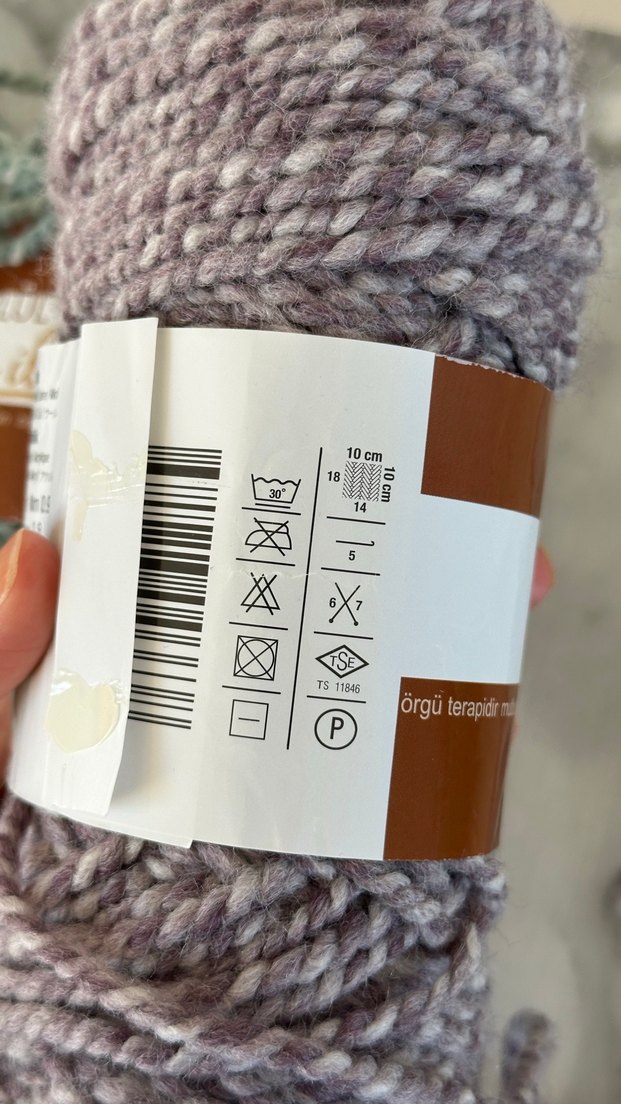 30°
10 cm
18
10 cm
14
5
6 7
TSE
TS 11846
P
örgü terapidir